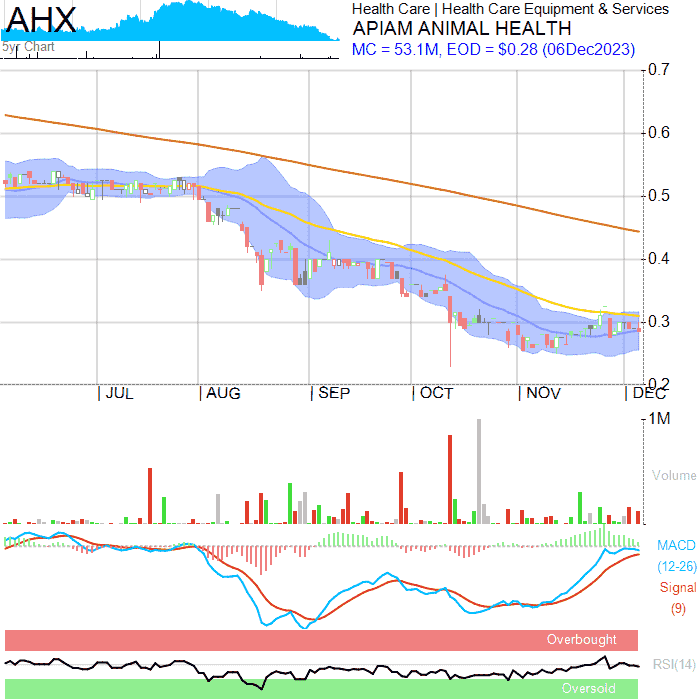 AHX
5yr Chart
Health Care | Health Care Equipment & Services
APIAM ANIMAL HEALTH
MC = 53.1M, EOD = $0.28 (06Dec2023)
0.7
0.6
0.5
0.4
0.3
0.2
| JUL | AUG | SEP | OCT | NOV | DEC
1M
Volume
MACD
(12-26)
Signal
(9)
Overbought
RSI(14)
Oversold